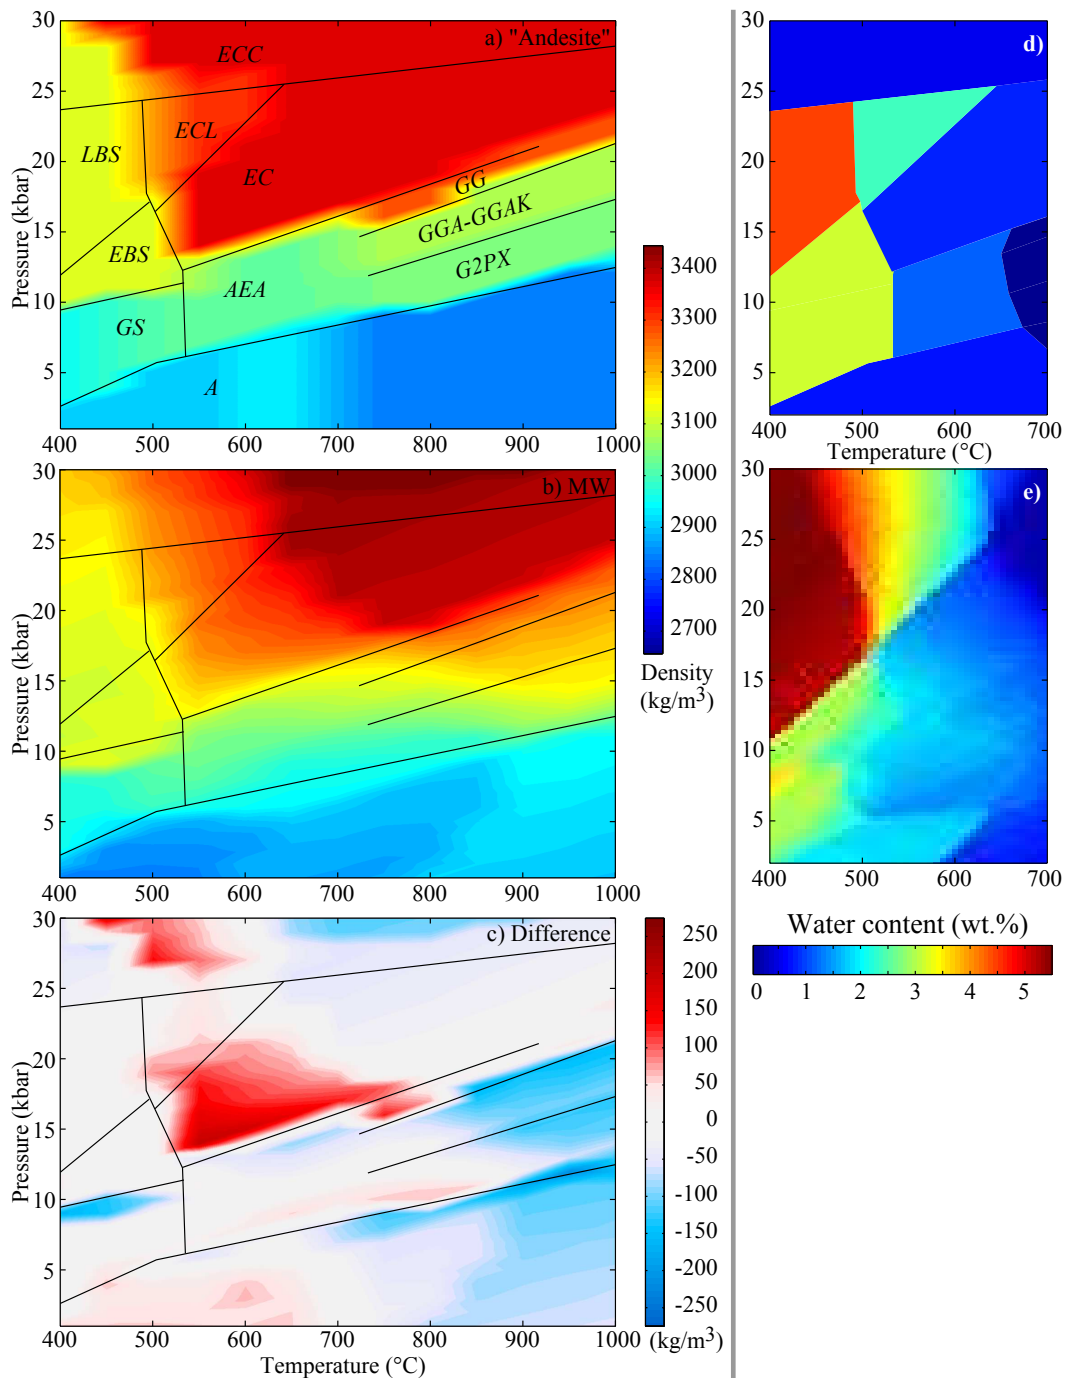 a) "Andesite"
30
25
20
15
10
5
Pressure (kbar)
ECC
LBS
ECL
EC
GG
GGA-GGAK
EBS
AEA
G2PX
GS
A
400 500 600 700 800 900 1000
b) MW
30
25
20
15
10
5
Pressure (kbar)
400 500 600 700 800 900 1000
c) Difference
30
25
20
15
10
5
Pressure (kbar)
400 500 600 700 800 900 1000
Temperature (°C)
3400
3300
3200
3100
3000
2900
2800
2700
Density
(kg/m³)
250
200
150
100
50
0
-50
-100
-150
-200
-250
(kg/m³)
d)
30
25
20
15
10
5
400 500 600 700
Temperature (°C)
e)
30
25
20
15
10
5
400 500 600 700
Water content (wt.%)
0 1 2 3 4 5